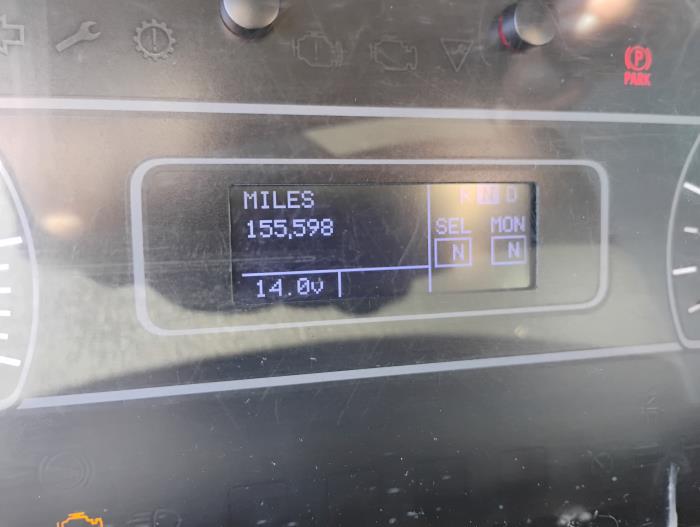 P
PARK
MILES
155,598
R N D
SEL MON
N N
14.0v